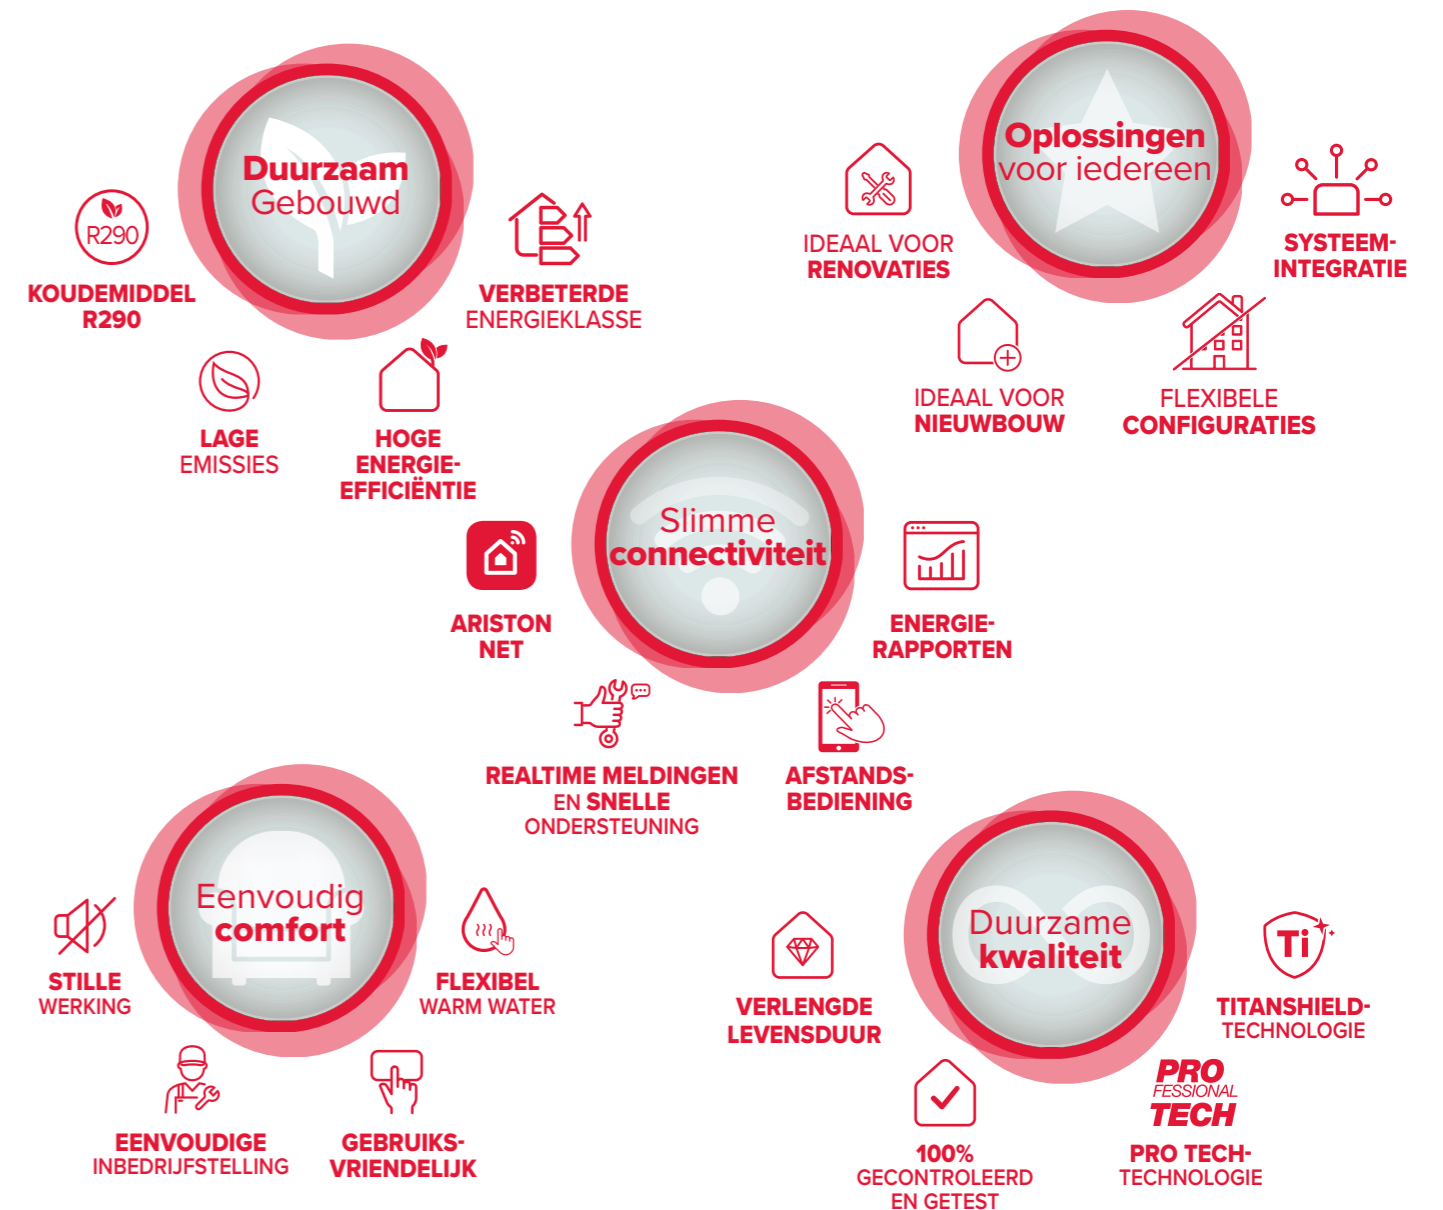 Duurzaam
Gebouwd
R290
KOUDEMIDDEL
R290
LAGE
EMISSIES
HOGE
ENERGIE-
EFFICIËNTIE
VERBETERDE
ENERGIEKLASSE
Oplossingen
voor iedereen
IDEAAL VOOR
RENOVATIES
IDEAAL VOOR
NIEUWBOUW
FLEXIBELE
CONFIGURATIES
SYSTEEM-
INTEGRATIE
Slimme
connectiviteit
ARISTON
NET
REALTIME MELDINGEN
EN SNELLE
ONDERSTEUNING
AFSTANDS-
BEDIENING
ENERGIE-
RAPPORTEN
Eenvoudig
comfort
STILLE
WERKING
EENVOUDIGE
INBEDRIJFSTELLING
GEBRUIKS-
VRIENDELIJK
FLEXIBEL
WARM WATER
Duurzame
kwaliteit
VERLENGDE
LEVENSDUUR
100%
GECONTROLEERD
EN GETEST
PRO
FESSIONAL
TECH
PRO TECH-
TECHNOLOGIE
Ti
TITANSHIELD-
TECHNOLOGIE